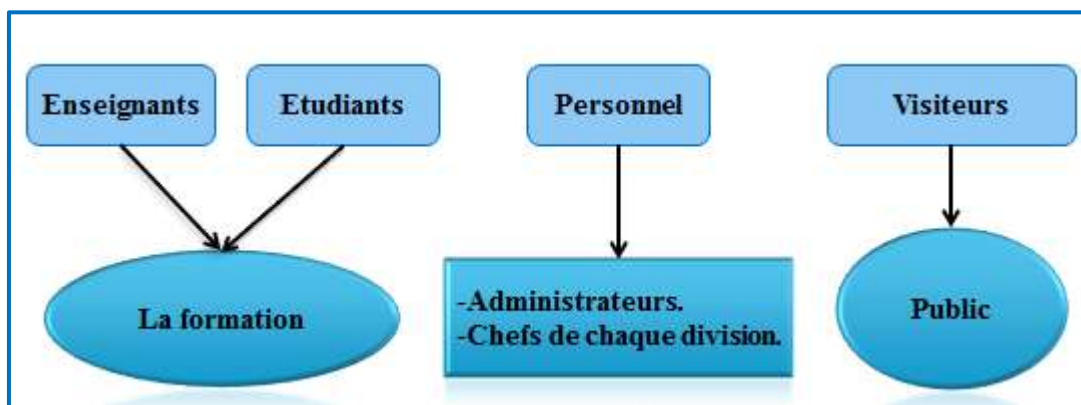 Enseignants
Etudiants
Personnel
Visiteurs
La formation
-Administrateurs.
-Chefs de chaque division.
Public